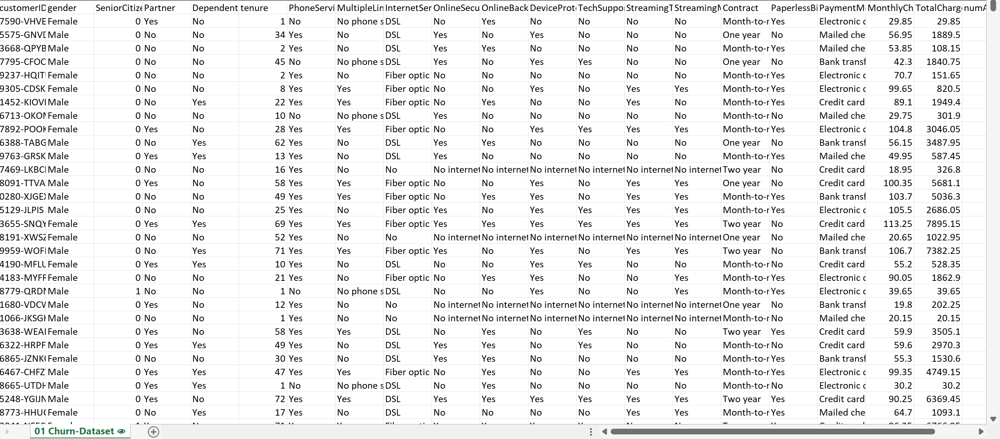 customerID gender SeniorCitize Partner Dependent tenure PhoneServi MultipleLin InternetSer OnlineSecu OnlineBack DeviceProt TechSuppo StreamingT StreamingM Contract PaperlessBi PaymentM MonthlyCh TotalCharg numA
7590-VHVE Female 0 Yes No 1 No No phone s DSL No Yes No No No No Month-to-r Yes Electronic c 29.85 29.85
5575-GNVD Male 0 No No 34 Yes No DSL Yes No Yes No No No One year No Mailed che 56.95 1889.5
3668-QPYB Male 0 No No 2 Yes No DSL Yes Yes No No No No Month-to-r Yes Mailed che 53.85 108.15
7795-CFOC Male 0 No No 45 No No phone s DSL Yes No Yes Yes No No One year No Bank transf 42.3 1840.75
9237-HQIT Female 0 No No 2 Yes No Fiber optic No No No No No No Month-to-r Yes Electronic c 70.7 151.65
9305-CDSK Female 0 No No 8 Yes Yes Fiber optic No No Yes No Yes Yes Month-to-r Yes Electronic c 99.65 820.5
1452-KIOVI Male 0 No Yes 22 Yes Yes Fiber optic No Yes No No Yes No Month-to-r Yes Credit card 89.1 1949.4
6713-OKOM Female 0 No No 10 No No phone s DSL Yes No No No No No Month-to-r No Mailed che 29.75 301.9
7892-POOK Female 0 Yes No 28 Yes Yes Fiber optic No No Yes Yes Yes Yes Month-to-r Yes Electronic c 104.8 3046.05
6388-TABG Male 0 No Yes 62 Yes No DSL Yes Yes No No No No One year No Bank transf 56.15 3487.95
9763-GRSK Male 0 Yes Yes 13 Yes No DSL Yes No No No No No Month-to-r Yes Mailed che 49.95 587.45
7469-LKBCI Male 0 No No 16 Yes No No No internet No internet No internet No internet No internet No internet Two year No Credit card 18.95 326.8
8091-TTVA Male 0 Yes No 58 Yes Yes Fiber optic No No Yes No Yes Yes One year No Credit card 100.35 5681.1
0280-XJGEX Male 0 No No 49 Yes Yes Fiber optic No Yes Yes No Yes Yes Month-to-r Yes Bank transf 103.7 5036.3
5129-JLPIS Male 0 No No 25 Yes No Fiber optic Yes No Yes Yes Yes Yes Month-to-r Yes Electronic c 105.5 2686.05
3655-SNQY Female 0 Yes Yes 69 Yes Yes Fiber optic Yes Yes Yes Yes Yes Yes Two year No Credit card 113.25 7895.15
8191-XWSZ Female 0 No No 52 Yes No No No internet No internet No internet No internet No internet No internet One year No Mailed che 20.65 1022.95
9959-WOFI Male 0 No Yes 71 Yes Yes Fiber optic Yes No Yes No Yes Yes Two year No Bank transf 106.7 7382.25
4190-MFLU Female 0 Yes Yes 10 Yes No DSL No No Yes Yes No No Month-to-r No Credit card 55.2 528.35
4183-MYFR Female 0 No No 21 Yes No Fiber optic No Yes Yes No No Yes Month-to-r Yes Electronic c 90.05 1862.9
8779-QRDM Male 1 No No 1 No No phone s DSL No No Yes No No Yes Month-to-r Yes Electronic c 39.65 39.65
1680-VDCW Male 0 Yes No 12 Yes No No No internet No internet No internet No internet No internet No internet One year No Bank transf 19.8 202.25
1066-JKSGK Male 0 No No 1 Yes No No No internet No internet No internet No internet No internet No internet Month-to-r No Mailed che 20.15 20.15
3638-WEAI Female 0 Yes No 58 Yes Yes DSL No Yes No Yes No No Two year Yes Credit card 59.9 3505.1
6322-HRPF Male 0 Yes Yes 49 Yes No DSL Yes Yes No Yes No No Month-to-r No Credit card 59.6 2970.3
6865-JZNKO Female 0 No No 30 Yes No DSL Yes Yes No No No No Month-to-r Yes Bank transf 55.3 1530.6
6467-CHFZ Male 0 Yes Yes 47 Yes Yes Fiber optic No Yes No No Yes Yes Month-to-r Yes Electronic c 99.35 4749.15
8665-UTDH Male 0 Yes Yes 1 No No phone s DSL No Yes No No No No Month-to-r No Electronic c 30.2 30.2
5248-YGIJN Male 0 Yes No 72 Yes Yes DSL Yes Yes Yes Yes Yes Yes Two year Yes Credit card 90.25 6369.45
8773-HHUO Female 0 No Yes 17 Yes No DSL No No No No Yes Yes Month-to-r Yes Mailed che 64.7 1093.1
01 Churn-Dataset